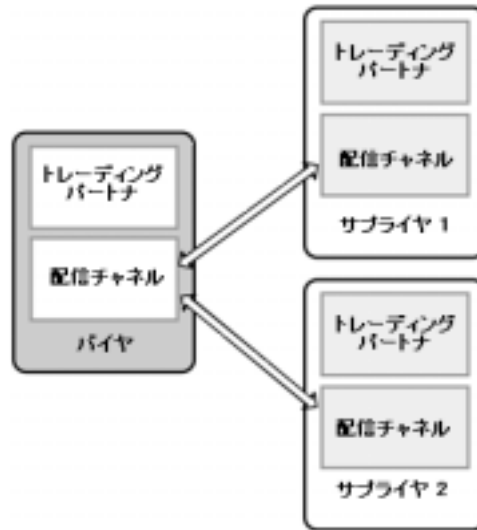 トレーディング
パートナ
配信チャネル
バイヤ
トレーディング
パートナ
配信チャネル
サプライヤ 1
トレーディング
パートナ
配信チャネル
サプライヤ 2